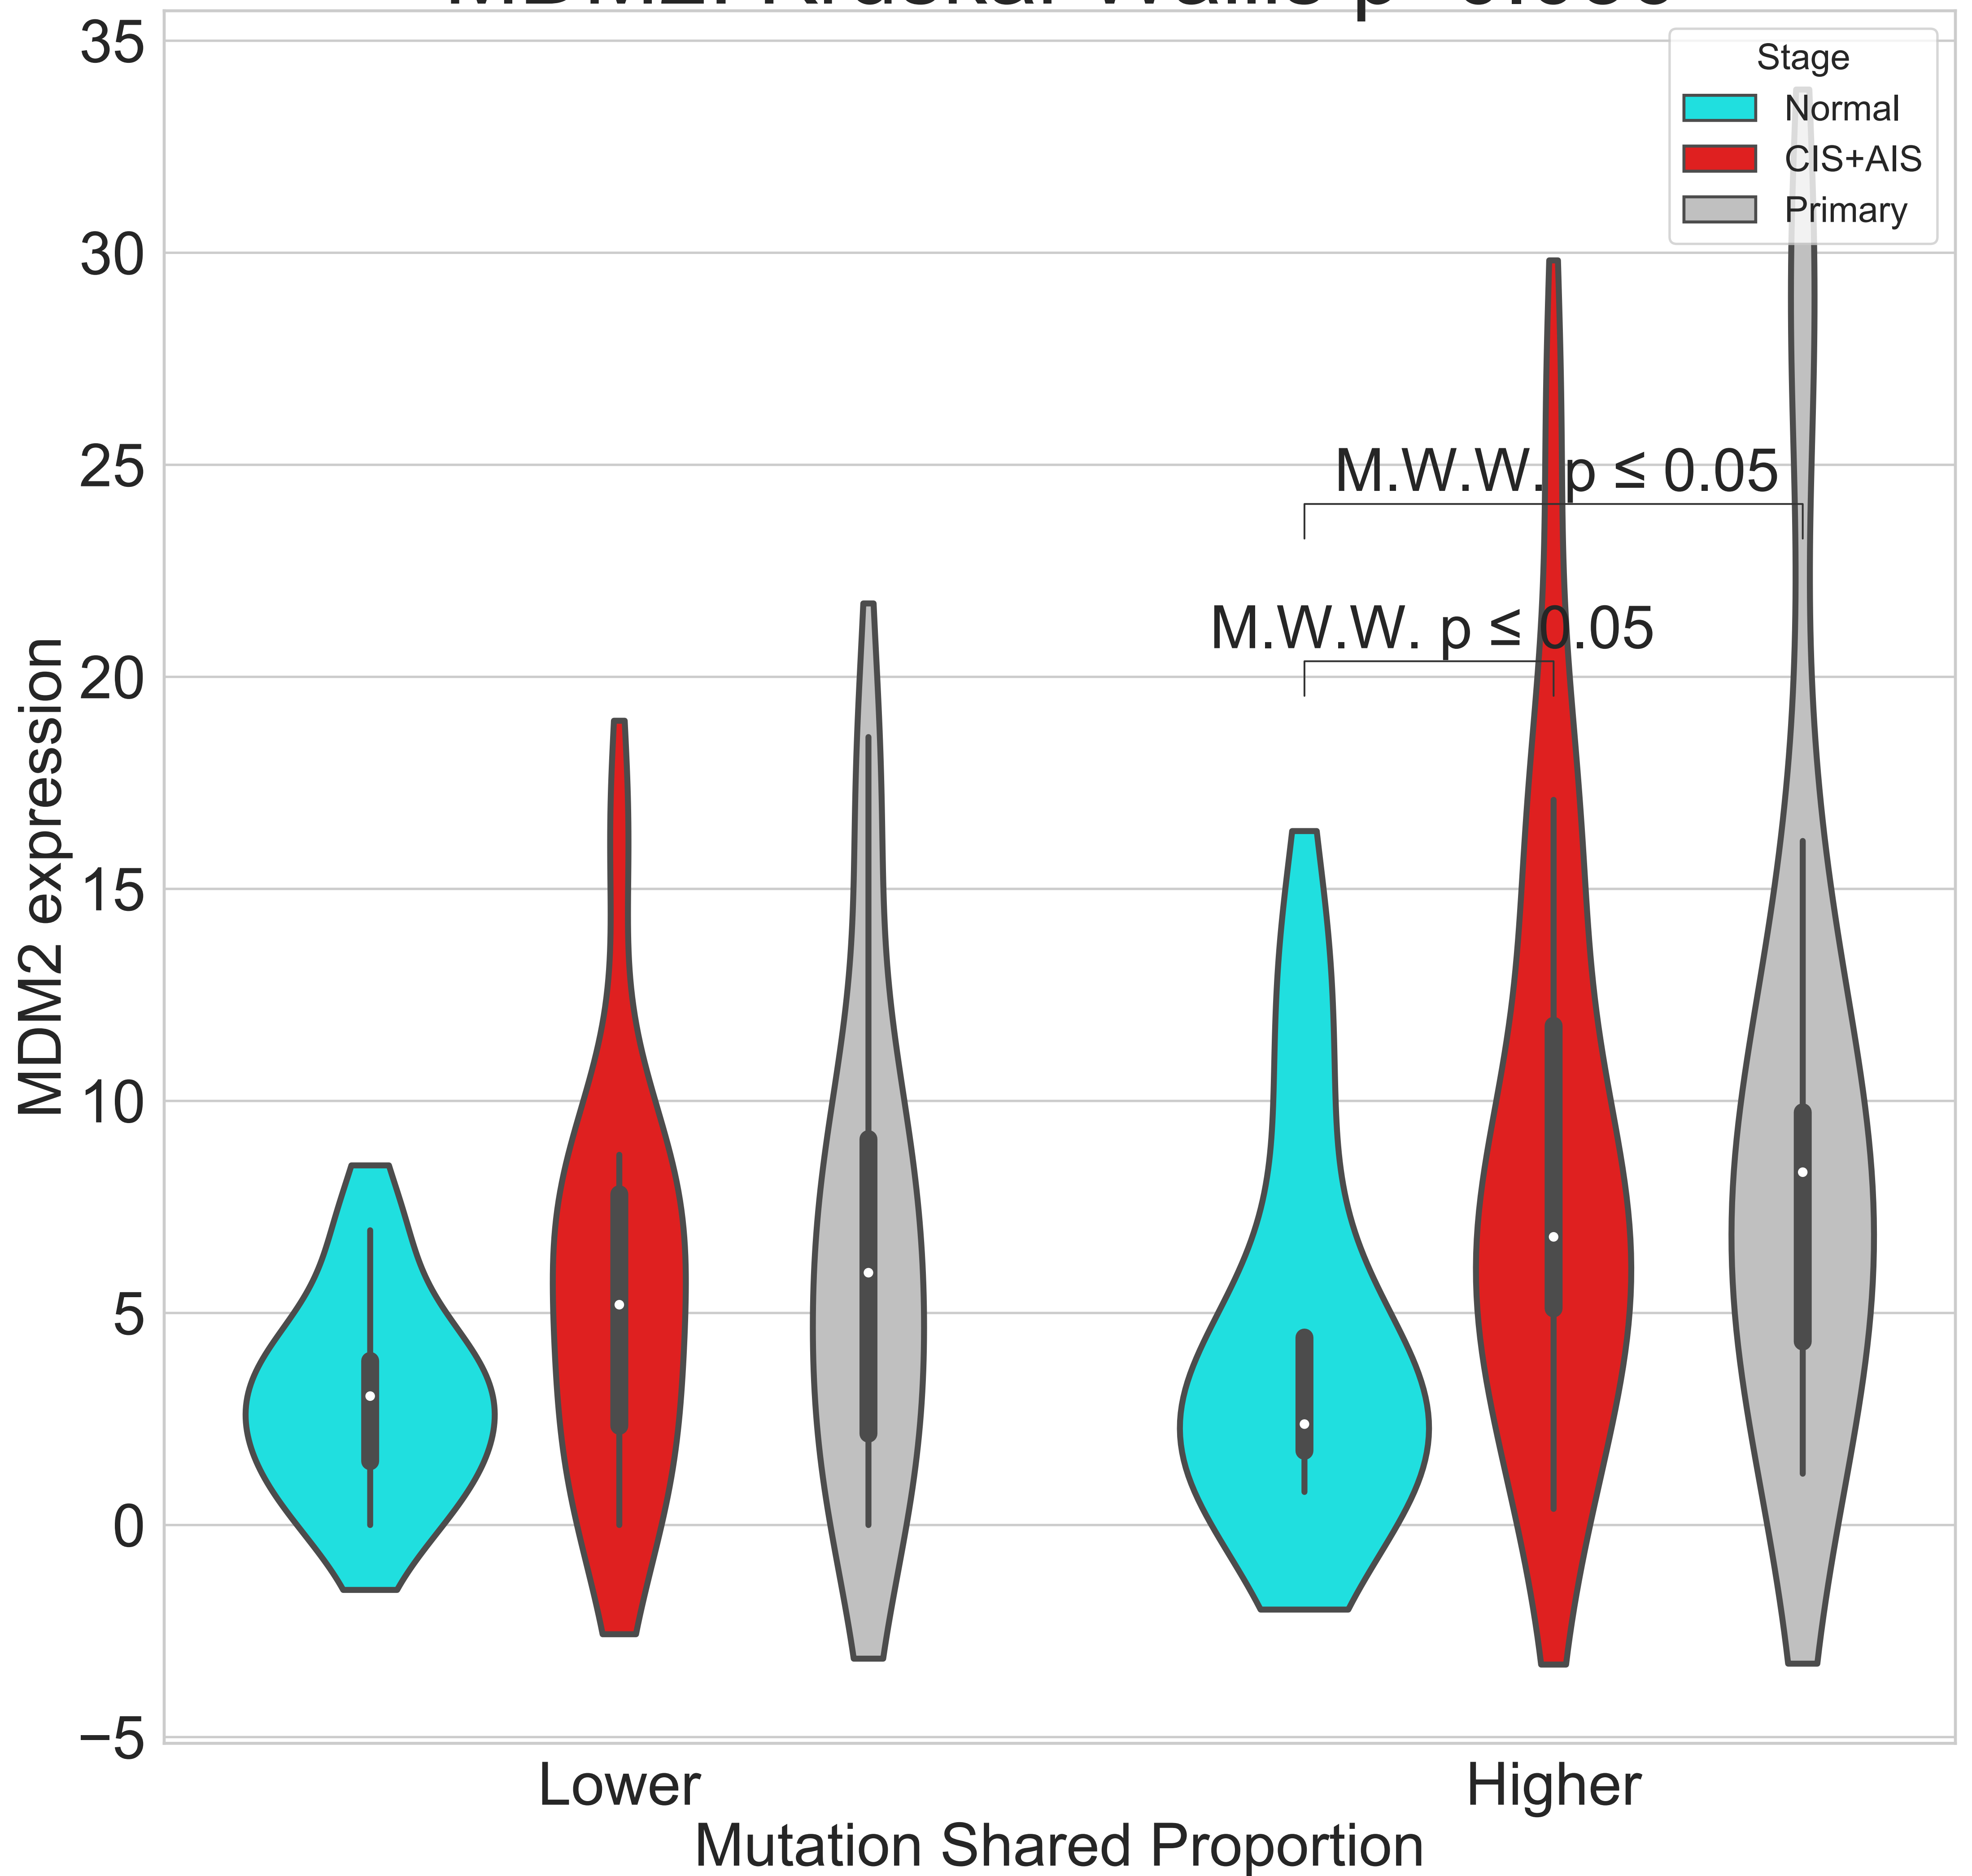 35
30
25
20
15
10
5
0
−5
MDM2 expression
Stage
Normal
CIS+AIS
Primary
M.W.W. p ≤ 0.05
M.W.W. p ≤ 0.05
Lower
Higher
Mutation Shared Proportion